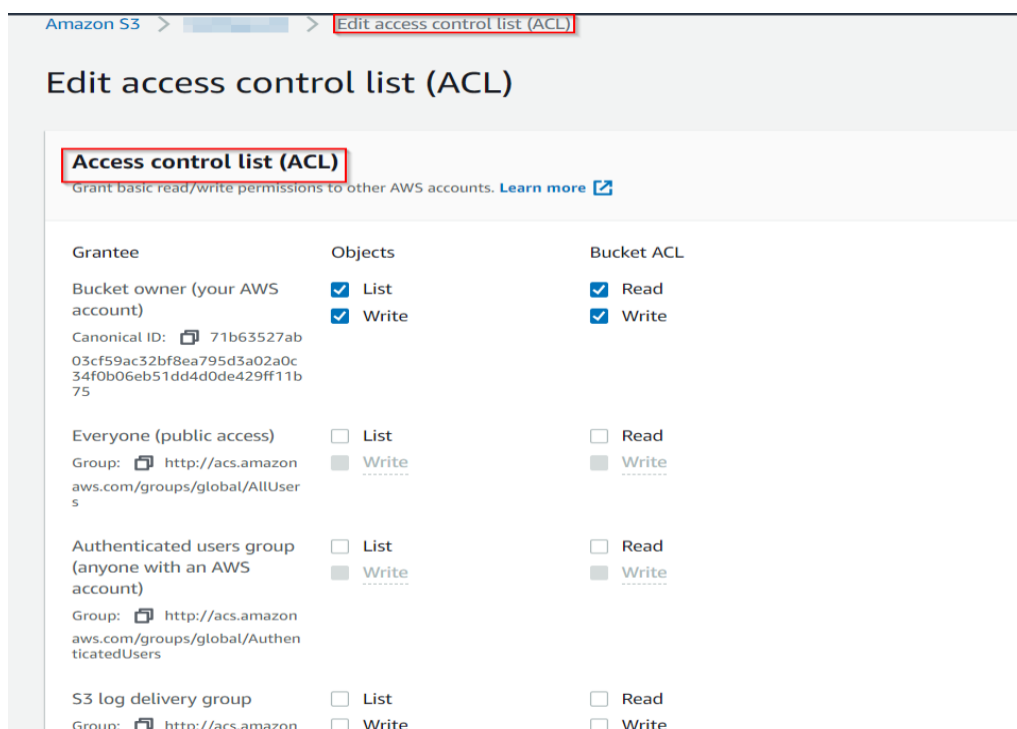 Amazon S3 > > Edit access control list (ACL)
Edit access control list (ACL)
Access control list (ACL)
Grant basic read/write permissions to other AWS accounts. Learn more
Grantee Objects Bucket ACL
Bucket owner (your AWS account) List Read
Write Write
Canonical ID: 71b63527ab
03cf59ac32bf8ea795d3a02a0c
34f0b06eb51dd4d0de429ff11b
75
Everyone (public access) List Read
Group: http://acs.amazon Write Write
aws.com/groups/global/AllUser
s
Authenticated users group List Read
(anyone with an AWS Write Write
account)
Group: http://acs.amazon
aws.com/groups/global/Authen
ticatedUsers
S3 log delivery group List Read
Group: http://acs.amazon Write Write